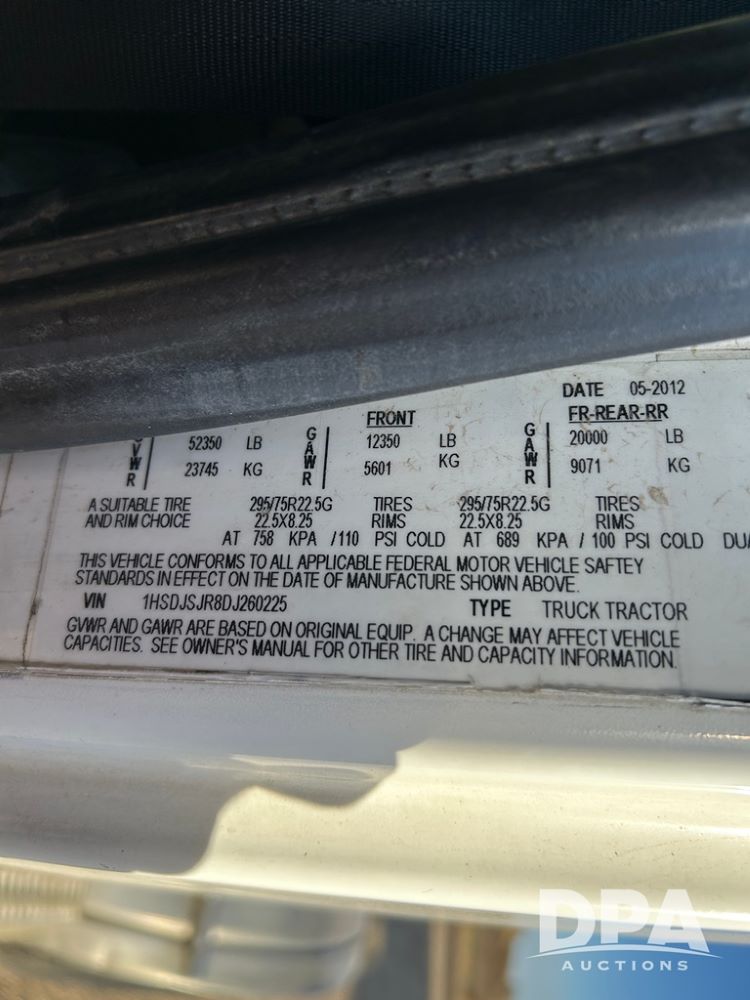 DATE 05-2012
FRONT FR-REAR-RR
GVWR 52350 LB GAWR 12350 LB GAWR 20000 LB
23745 KG 5601 KG 9071 KG
A SUITABLE TIRE 295/75R22.5G TIRES 295/75R22.5G TIRES
AND RIM CHOICE 22.5X8.25 RIMS 22.5X8.25 RIMS
AT 758 KPA /110 PSI COLD AT 689 KPA / 100 PSI COLD DUA
THIS VEHICLE CONFORMS TO ALL APPLICABLE FEDERAL MOTOR VEHICLE SAFTEY
STANDARDS IN EFFECT ON THE DATE OF MANUFACTURE SHOWN ABOVE.
VIN 1HSDJSJR8DJ260225 TYPE TRUCK TRACTOR
GVWR AND GAWR ARE BASED ON ORIGINAL EQUIP. A CHANGE MAY AFFECT VEHICLE
CAPACITIES. SEE OWNER'S MANUAL FOR OTHER TIRE AND CAPACITY INFORMATION.
DPA
AUCTIONS